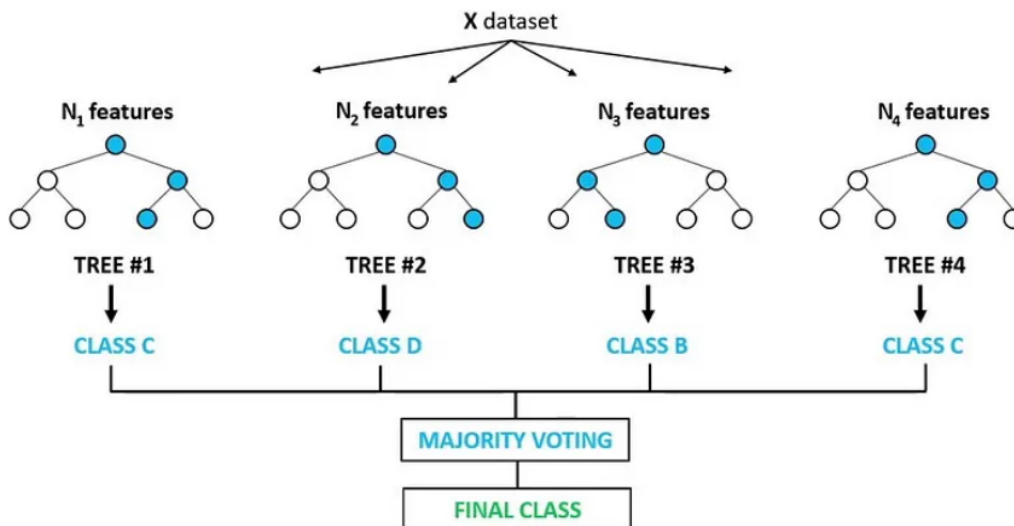 X dataset
N₁ features
N₂ features
N₃ features
N₄ features
TREE #1
TREE #2
TREE #3
TREE #4
CLASS C
CLASS D
CLASS B
CLASS C
MAJORITY VOTING
FINAL CLASS